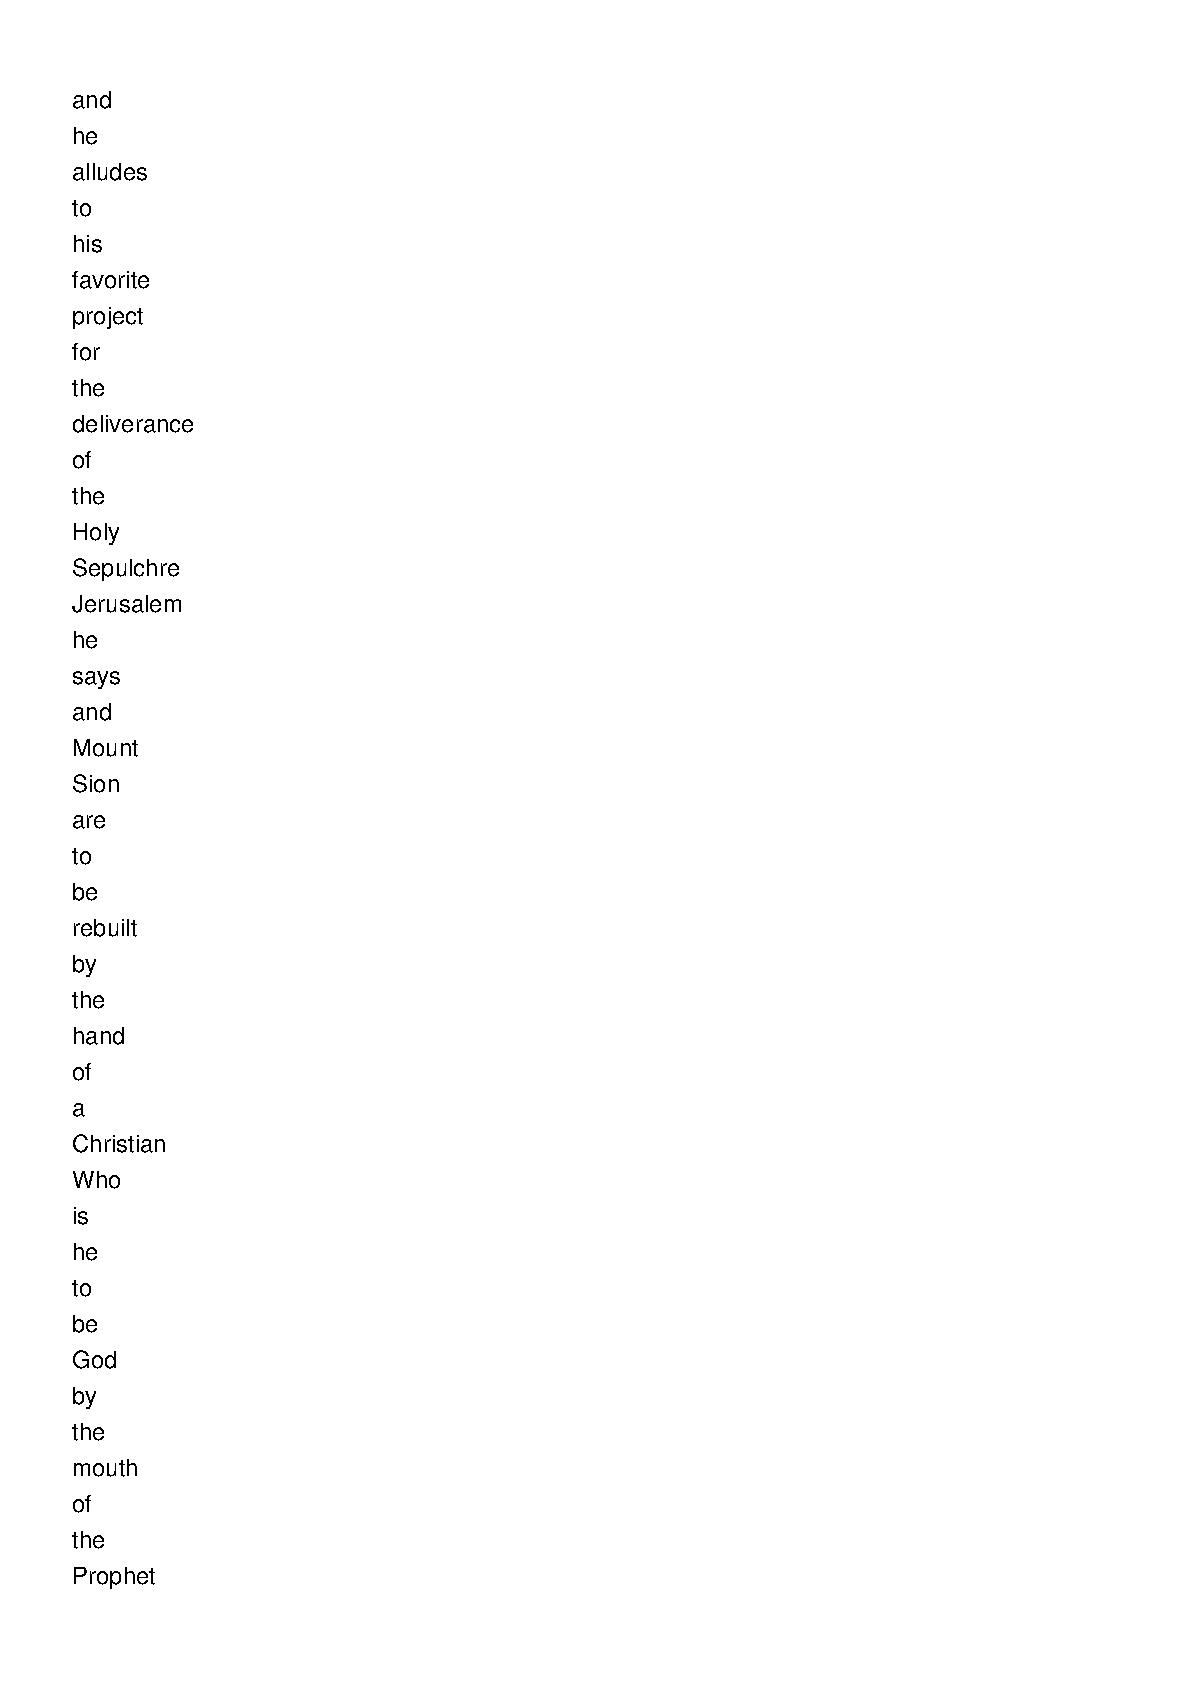 and
he
alludes
to
his
favorite
project
for
the
deliverance
of
the
Holy
Sepulchre
Jerusalem
he
says
and
Mount
Sion
are
to
be
rebuilt
by
the
hand
of
a
Christian
Who
is
he
to
be
God
by
the
mouth
of
the
Prophet